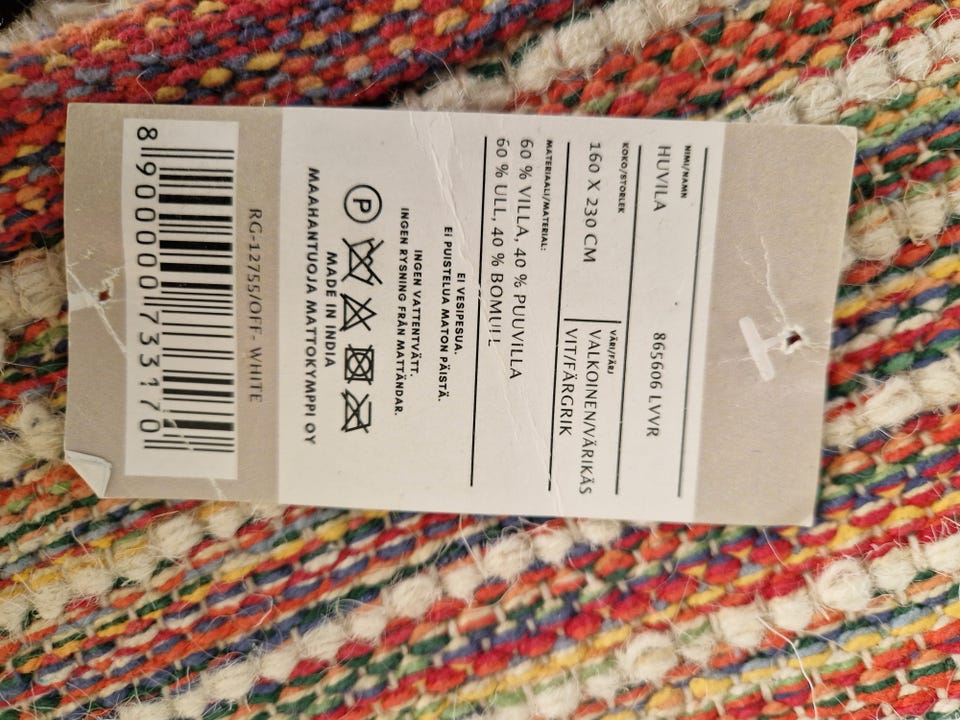 NIMI/NAMN
HUVILA 865606 LVVR
KOKO/STORLEK VÄRI/FÄRJ
160 X 230 CM VALKOINEN/VÄRIKÄS
VIT/FÄRGRIK
MATERIAALI/MATERIAL:
60 % VILLA, 40 % PUUVILLA
60 % ULL, 40 % BOMULL
EI VESIPESUA.
EI PUISTELUA MATON PÄISTÄ.
INGEN VATTENTVÄTT.
INGEN RYSNING FRÅN MATTÄNDAR.
P
MADE IN INDIA
MAAHANTUOJA MATTOKYMPPI OY
RG-12755/OFF- WHITE
8 900000 733170